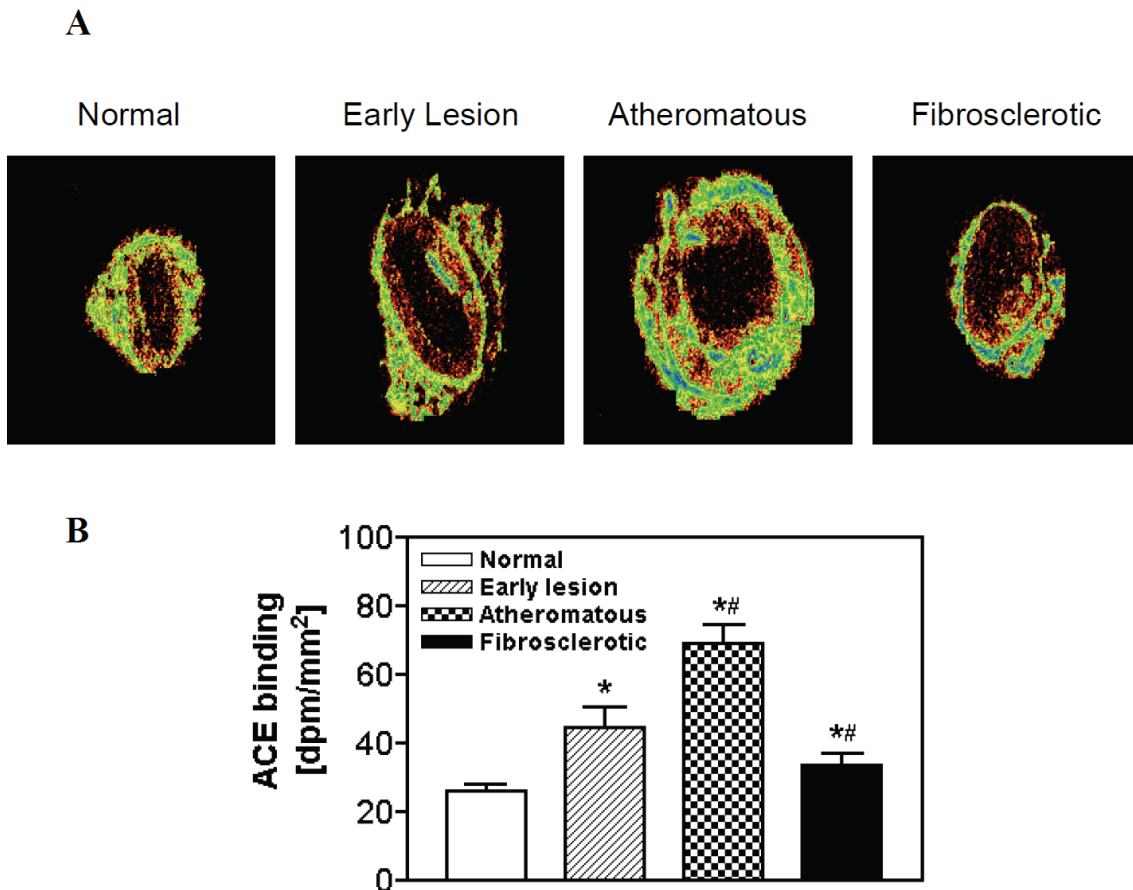 A
Normal Early Lesion Atheromatous Fibrosclerotic
B
ACE binding
[dpm/mm²]
100
80
60
40
20
0
Normal
Early lesion
Atheromatous
Fibrosclerotic
*
*#
*#